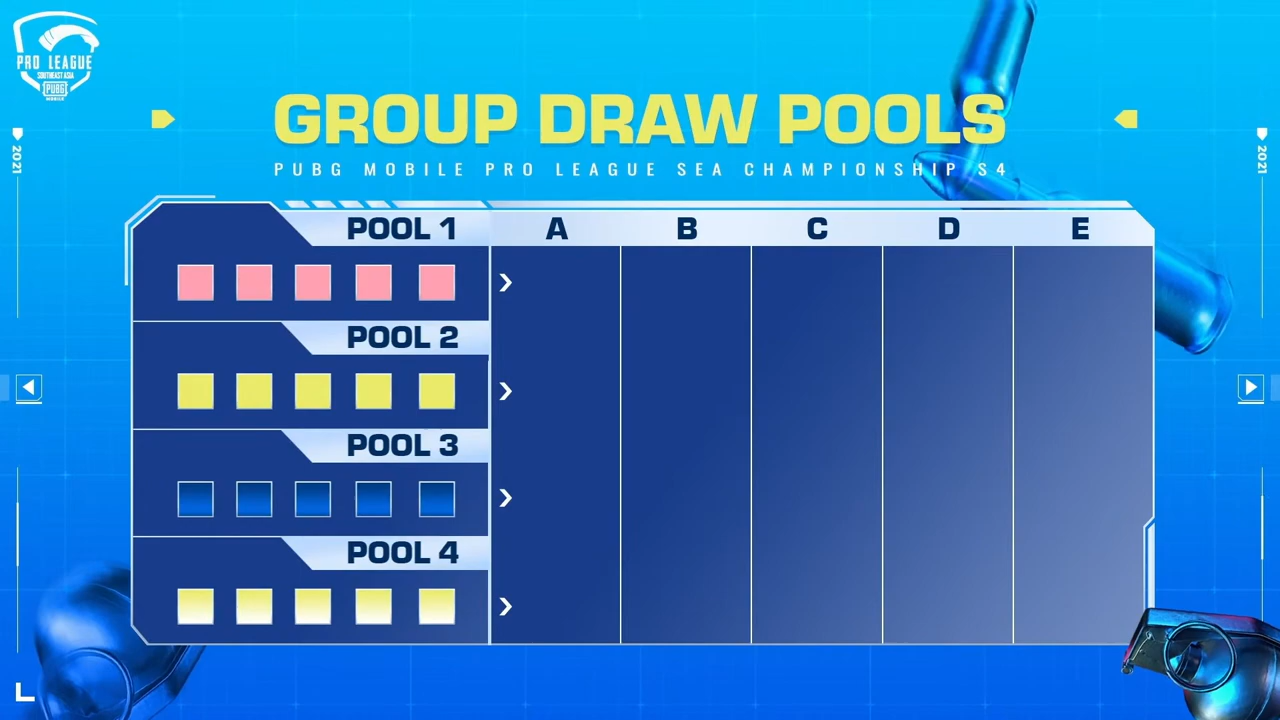 PRO LEAGUE
SOUTHEAST ASIA
PUBG
MOBILE
GROUP DRAW POOLS
PUBG MOBILE PRO LEAGUE SEA CHAMPIONSHIP S4
2021
2021
POOL 1
A
B
C
D
E
POOL 2
POOL 3
POOL 4